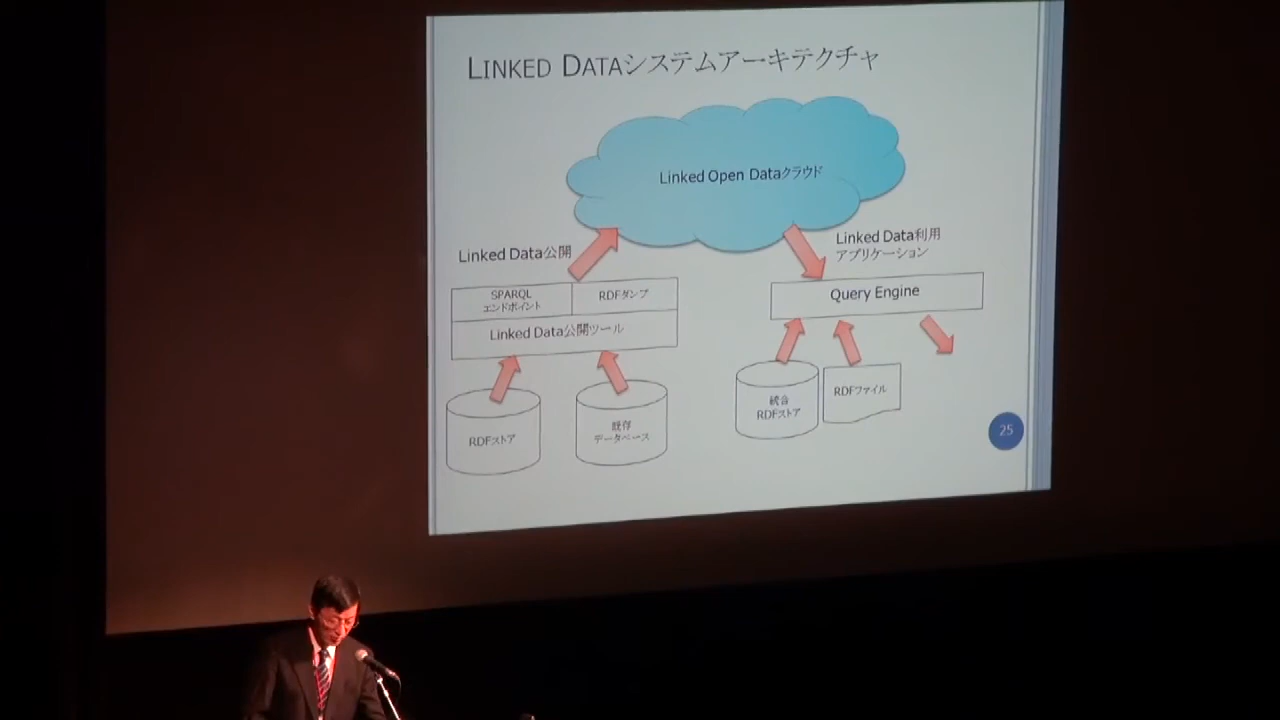 LINKED DATAシステムアーキテクチャ
Linked Open Dataクラウド
Linked Data公開
SPARQL
エンドポイント
RDFダンプ
Linked Data公開ツール
RDFストア
既存
データベース
Linked Data利用
アプリケーション
Query Engine
統合
RDFストア
RDFファイル
25